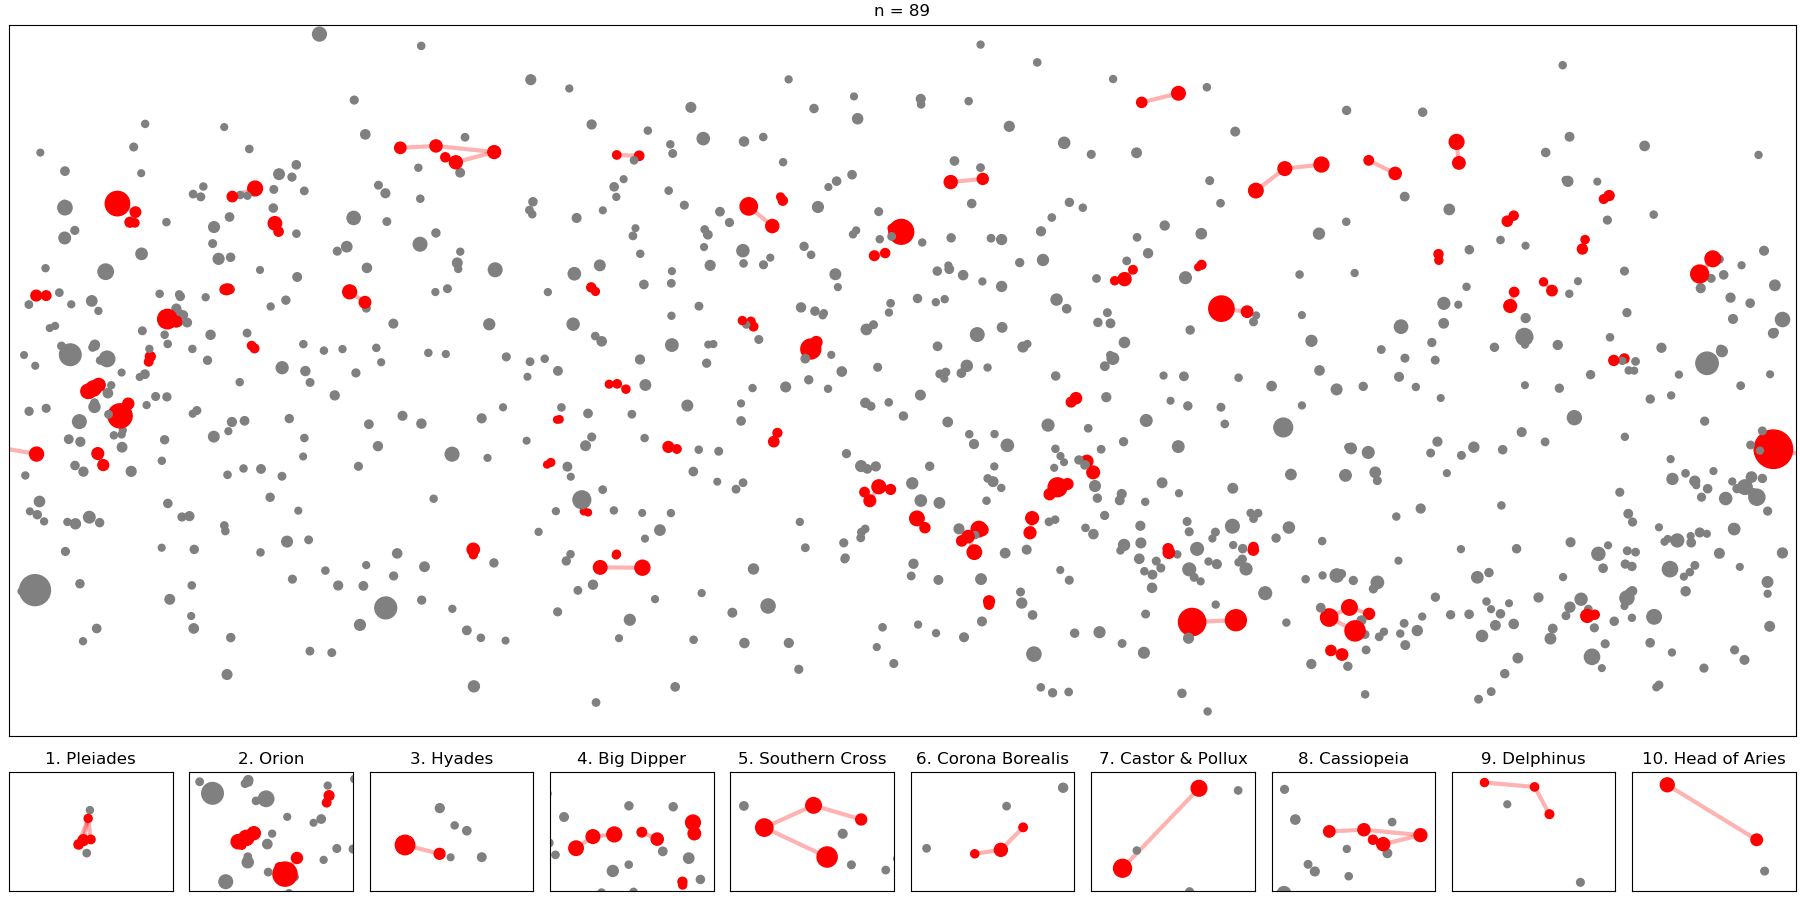 n = 89
1. Pleiades
2. Orion
3. Hyades
4. Big Dipper
5. Southern Cross
6. Corona Borealis
7. Castor & Pollux
8. Cassiopeia
9. Delphinus
10. Head of Aries